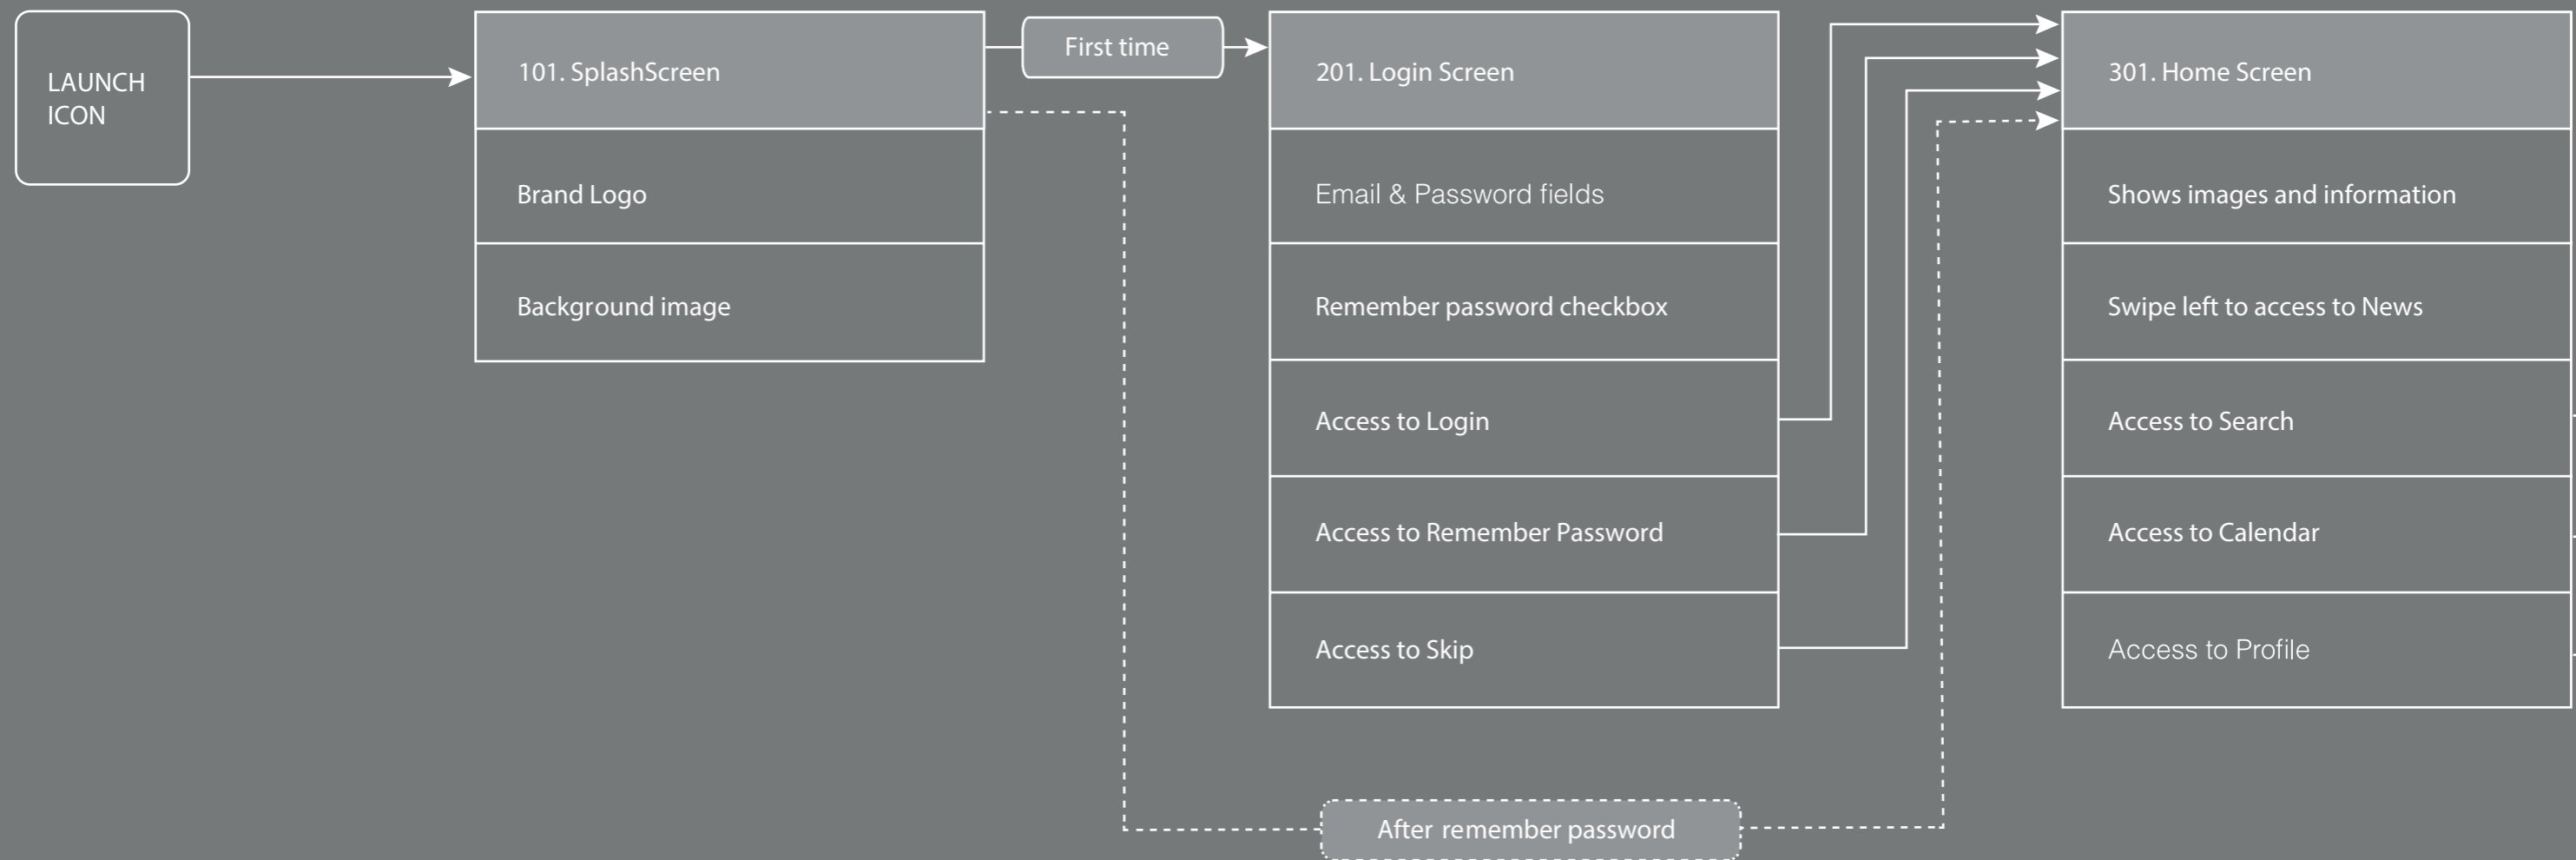 LAUNCH
ICON
101. SplashScreen
Brand Logo
Background image
First time
201. Login Screen
Email & Password fields
Remember password checkbox
Access to Login
Access to Remember Password
Access to Skip
After remember password
301. Home Screen
Shows images and information
Swipe left to access to News
Access to Search
Access to Calendar
Access to Profile